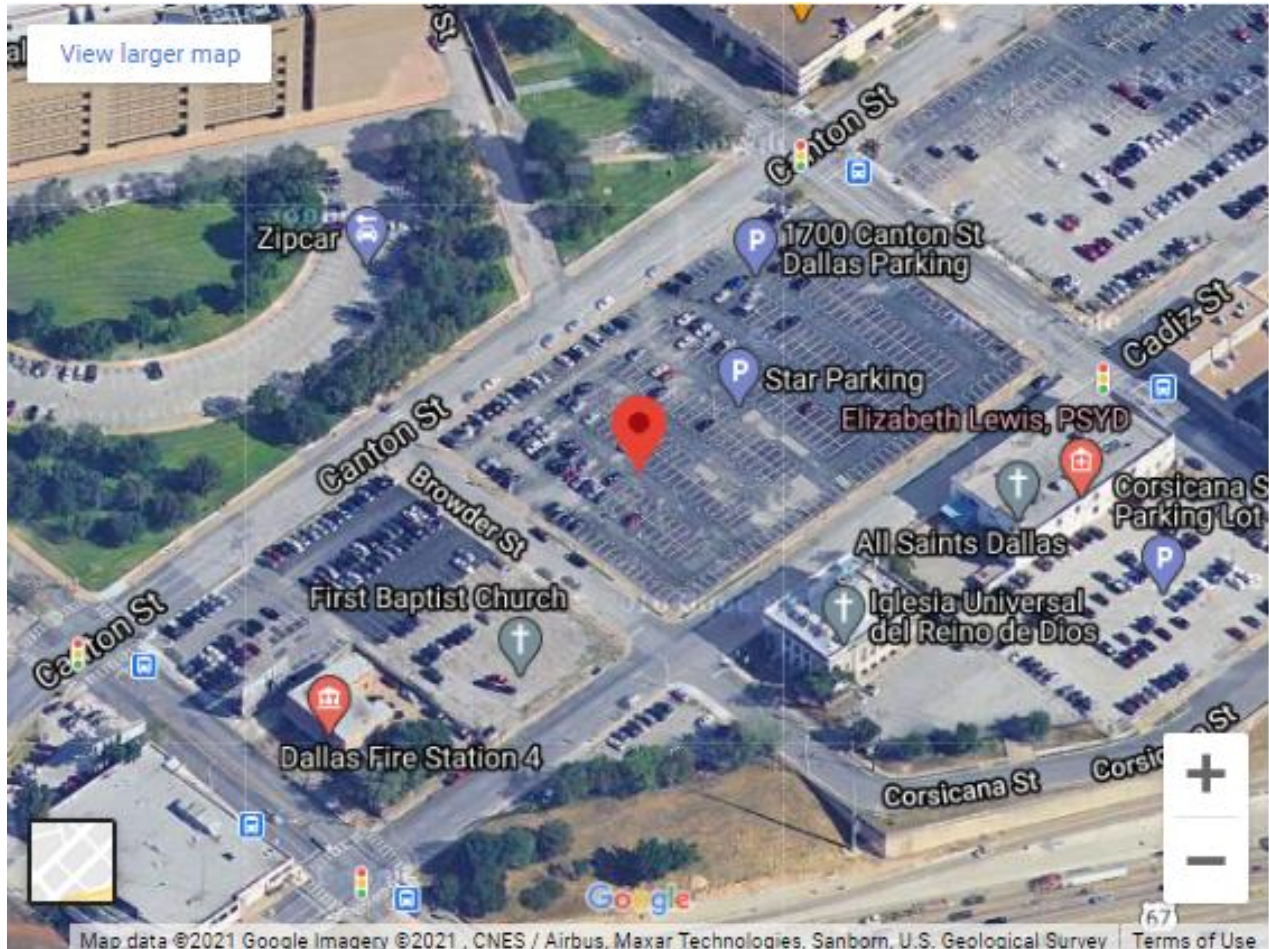 View larger map
al
St
Canton St
Zipcar
P
1700 Canton St
Dallas Parking
Cadiz St
P
Star Parking
Elizabeth Lewis, PSYD
Canton St
Browder St
Corsicana S
Parking Lot
All Saints Dallas
P
First Baptist Church
Iglesia Universal
del Reino de Dios
Canton St
Dallas Fire Station 4
Corsicana St
Corsic
St
+
−
Google
67
Map data ©2021 Google Imagery ©2021 , CNES / Airbus, Maxar Technologies, Sanborn, U.S. Geological Survey
Terms of Use